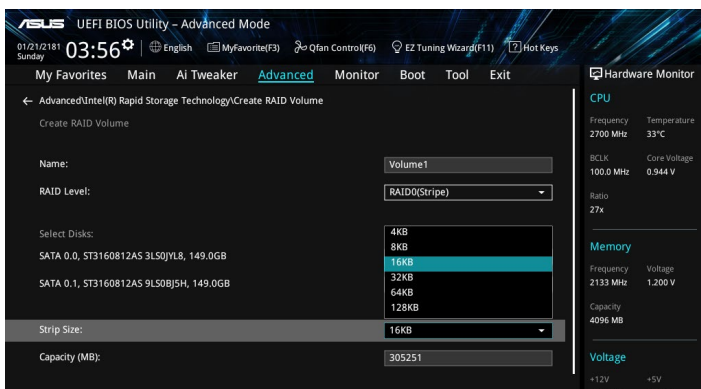 ASUS UEFI BIOS Utility – Advanced Mode
01/21/2181 Sunday 03:56 English MyFavorite(F3) Qfan Control(F6) EZ Tuning Wizard(F11) ? Hot Keys
My Favorites Main Ai Tweaker Advanced Monitor Boot Tool Exit
Hardware Monitor
← Advanced\Intel(R) Rapid Storage Technology\Create RAID Volume
Create RAID Volume
Name: Volume1
RAID Level: RAID0(Stripe)
Select Disks:
SATA 0.0, ST3160812AS 3LS0JYL8, 149.0GB
SATA 0.1, ST3160812AS 9LS0BJ5H, 149.0GB
4KB
8KB
16KB
32KB
64KB
128KB
Strip Size: 16KB
Capacity (MB): 305251
CPU
Frequency Temperature
2700 MHz 33°C
BCLK Core Voltage
100.0 MHz 0.944 V
Ratio
27x
Memory
Frequency Voltage
2133 MHz 1.200 V
Capacity
4096 MB
Voltage
+12V +5V